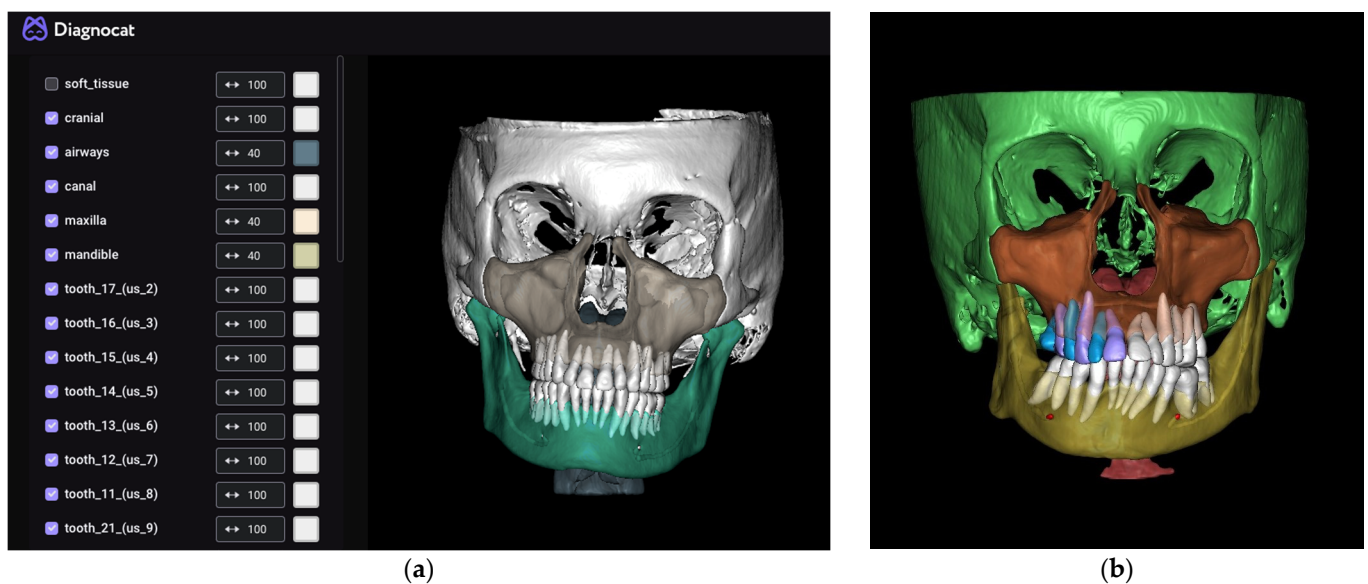 Diagnocat
soft_tissue 100
cranial 100
airways 40
canal 100
maxilla 40
mandible 40
tooth_17_(us_2) 100
tooth_16_(us_3) 100
tooth_15_(us_4) 100
tooth_14_(us_5) 100
tooth_13_(us_6) 100
tooth_12_(us_7) 100
tooth_11_(us_8) 100
tooth_21_(us_9) 100
(a) (b)